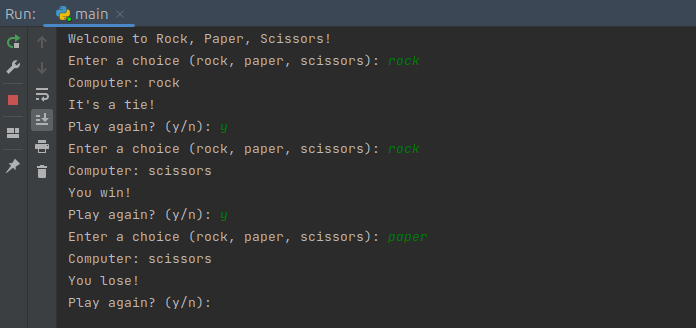 Run: main
Welcome to Rock, Paper, Scissors!
Enter a choice (rock, paper, scissors): rock
Computer: rock
It's a tie!
Play again? (y/n): y
Enter a choice (rock, paper, scissors): rock
Computer: scissors
You win!
Play again? (y/n): y
Enter a choice (rock, paper, scissors): paper
Computer: scissors
You lose!
Play again? (y/n):